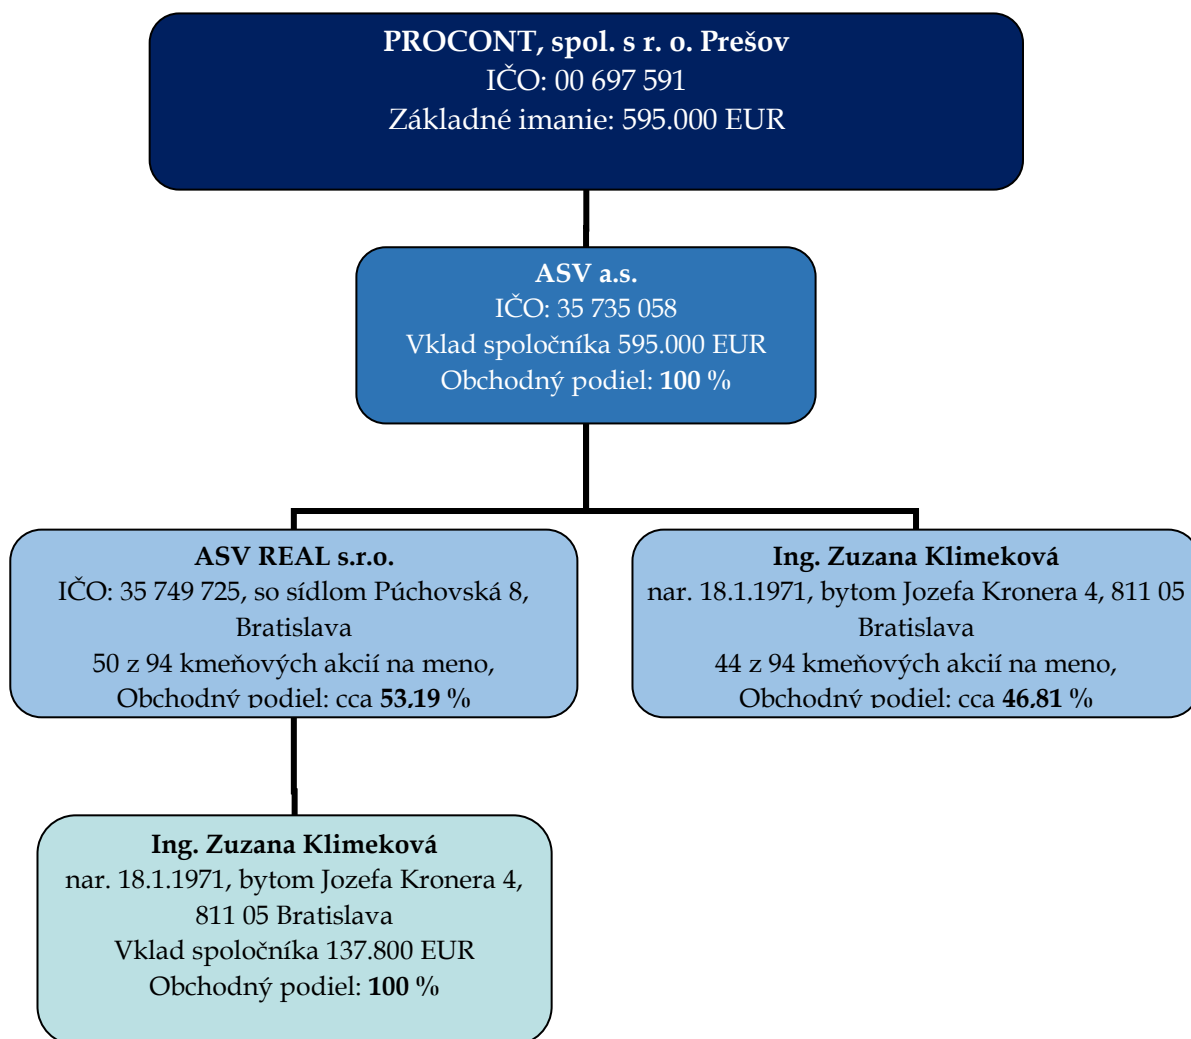 PROCONT, spol. s r. o. Prešov
IČO: 00 697 591
Základné imanie: 595.000 EUR
ASV a.s.
IČO: 35 735 058
Vklad spoločníka 595.000 EUR
Obchodný podiel: 100 %
ASV REAL s.r.o.
IČO: 35 749 725, so sídlom Púchovská 8,
Bratislava
50 z 94 kmeňových akcií na meno,
Obchodný podiel: cca 53,19 %
Ing. Zuzana Klimeková
nar. 18.1.1971, bytom Jozefa Kronera 4, 811 05
Bratislava
44 z 94 kmeňových akcií na meno,
Obchodný podiel: cca 46,81 %
Ing. Zuzana Klimeková
nar. 18.1.1971, bytom Jozefa Kronera 4,
811 05 Bratislava
Vklad spoločníka 137.800 EUR
Obchodný podiel: 100 %